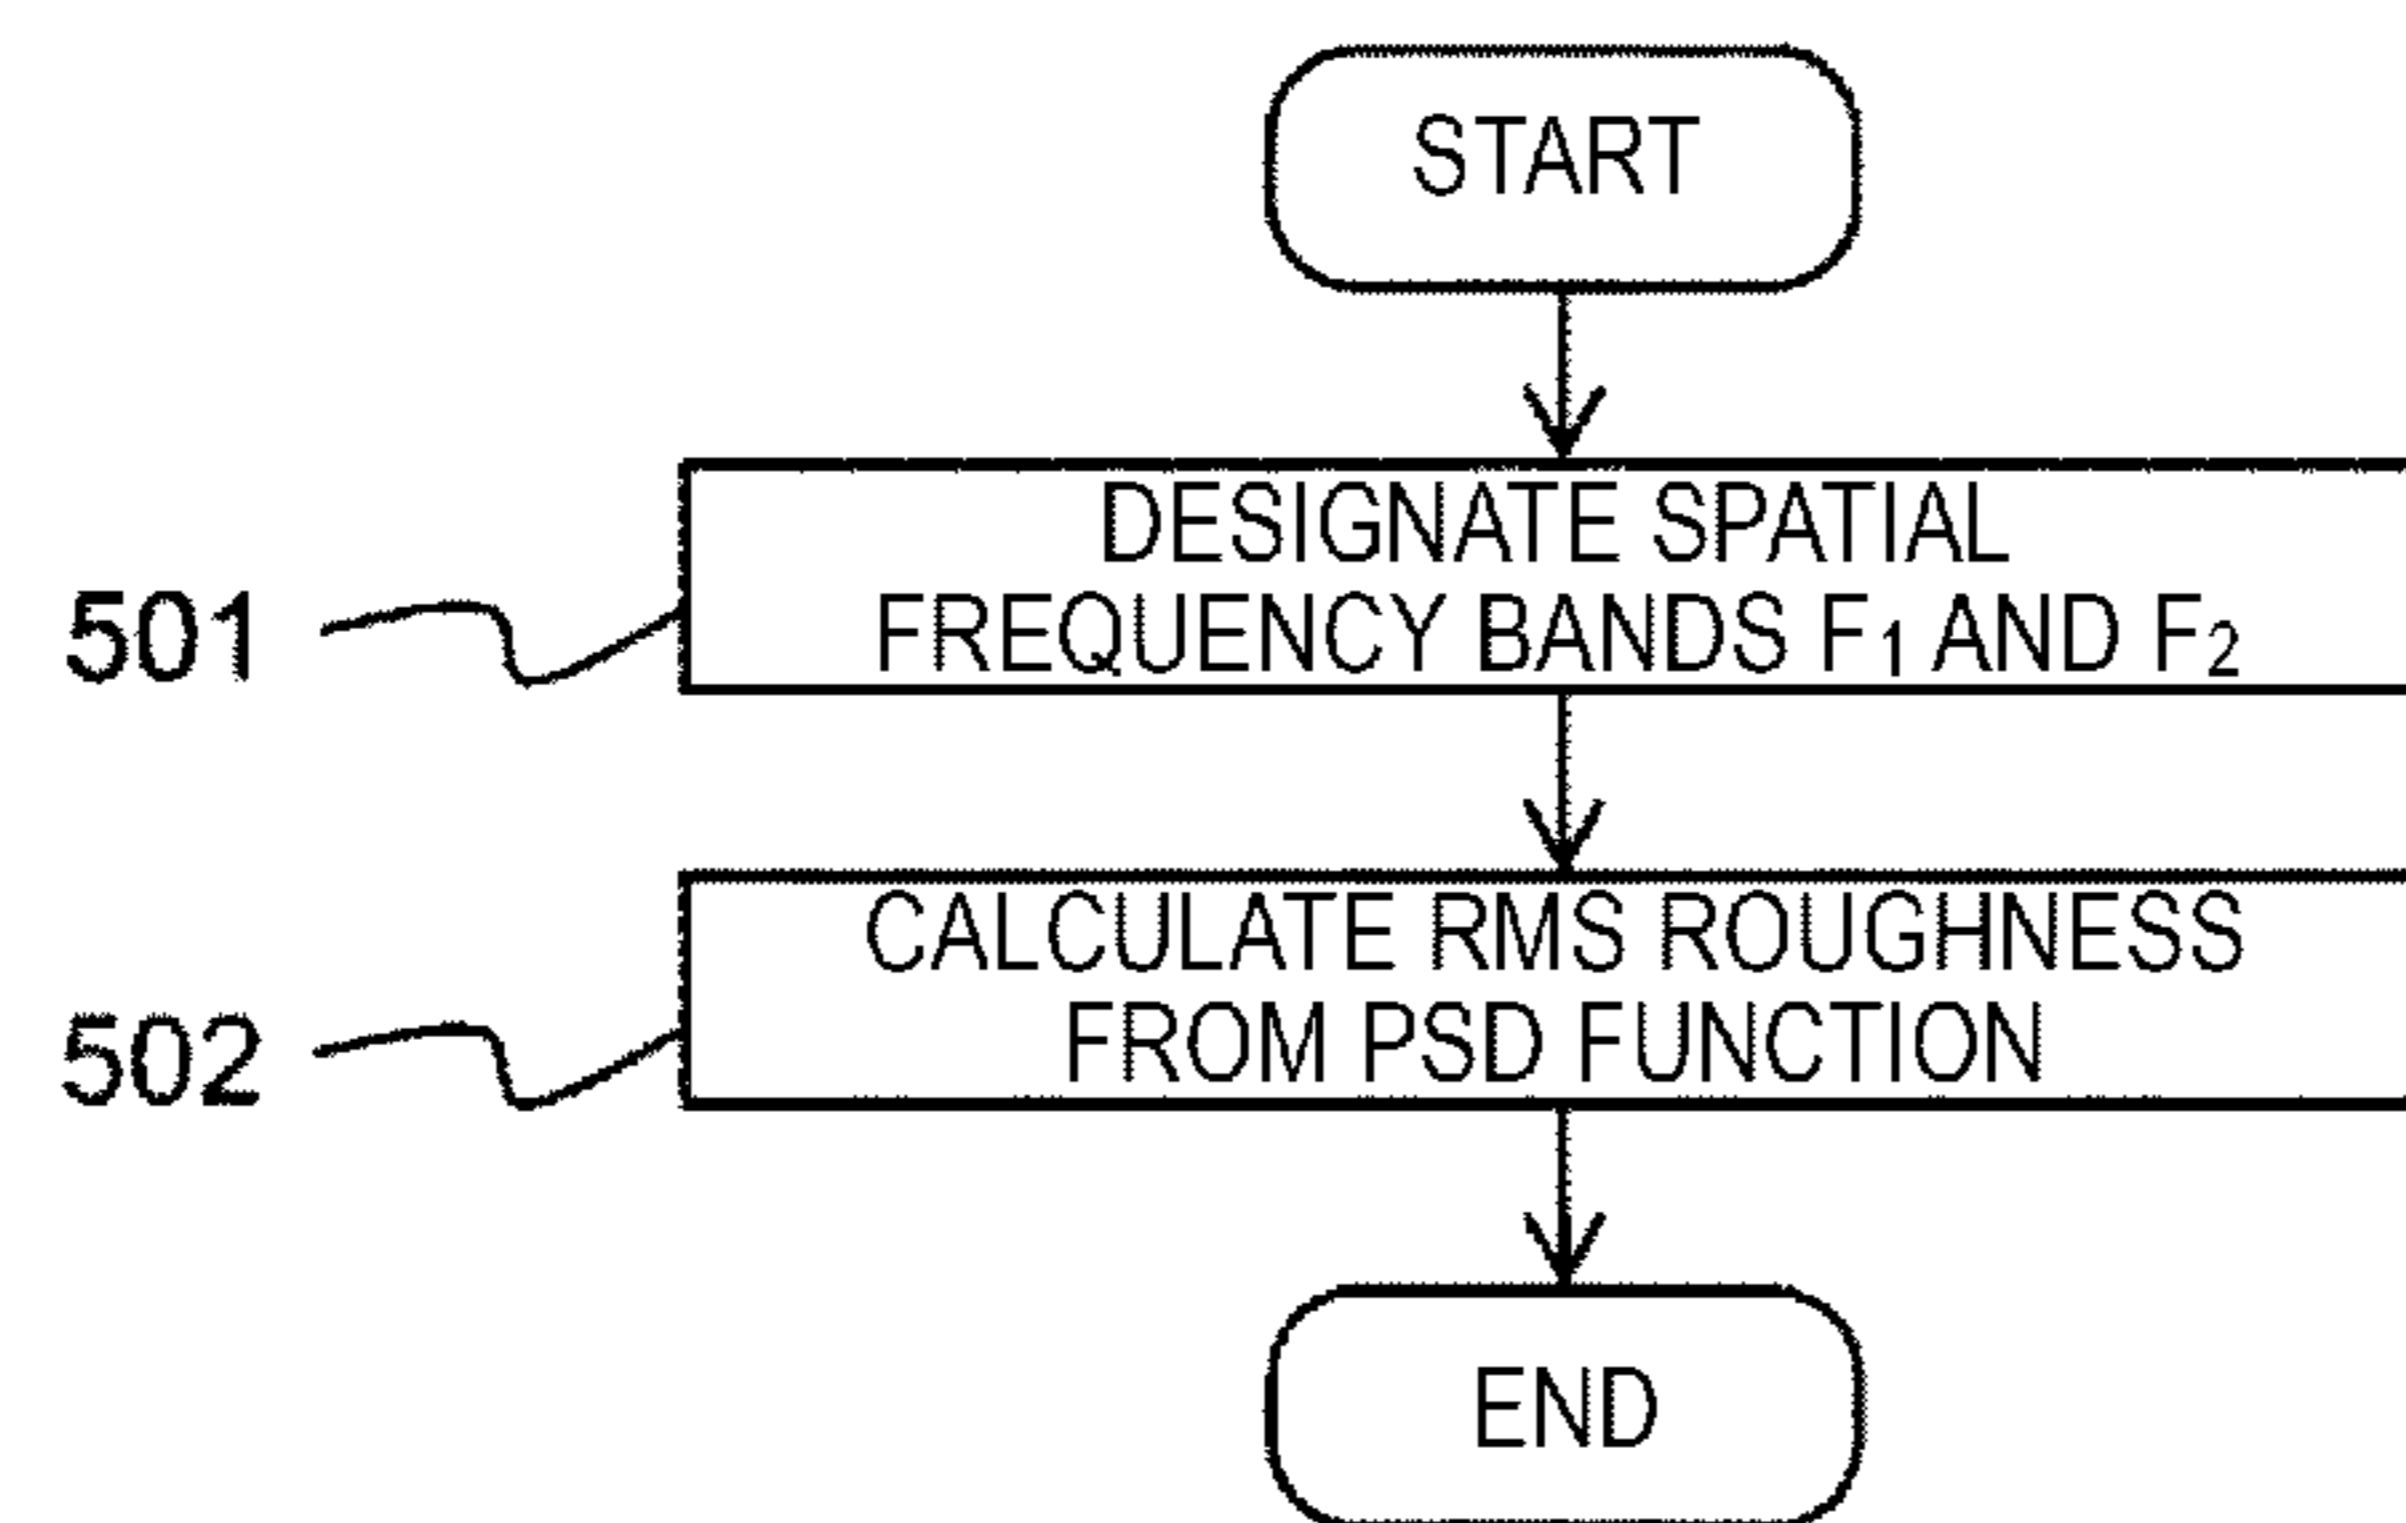 START
DESIGNATE SPATIAL
FREQUENCY BANDS F₁ AND F₂
501
CALCULATE RMS ROUGHNESS
FROM PSD FUNCTION
502
END